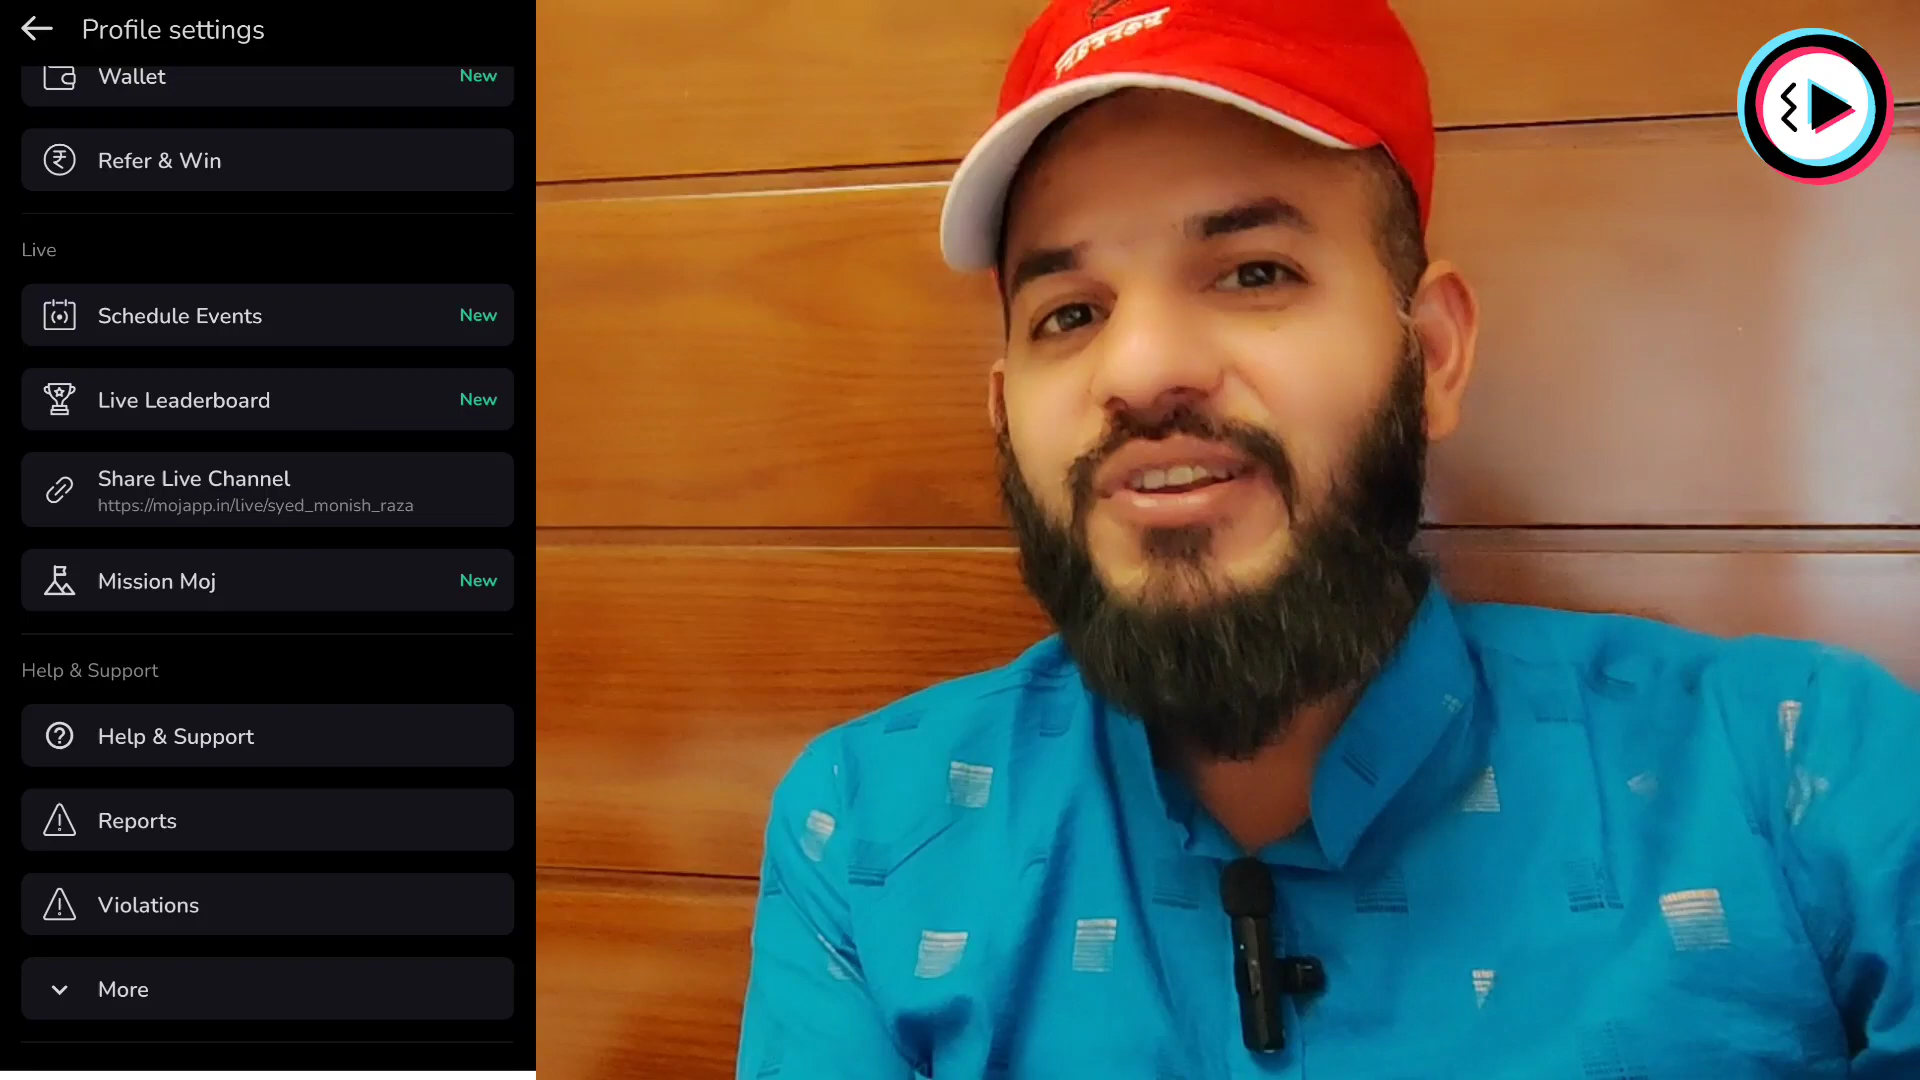 Profile settings
Wallet New
Refer & Win
Live
Schedule Events New
Live Leaderboard New
Share Live Channel
https://mojapp.in/live/syed_monish_raza
Mission Moj New
Help & Support
Help & Support
Reports
Violations
More